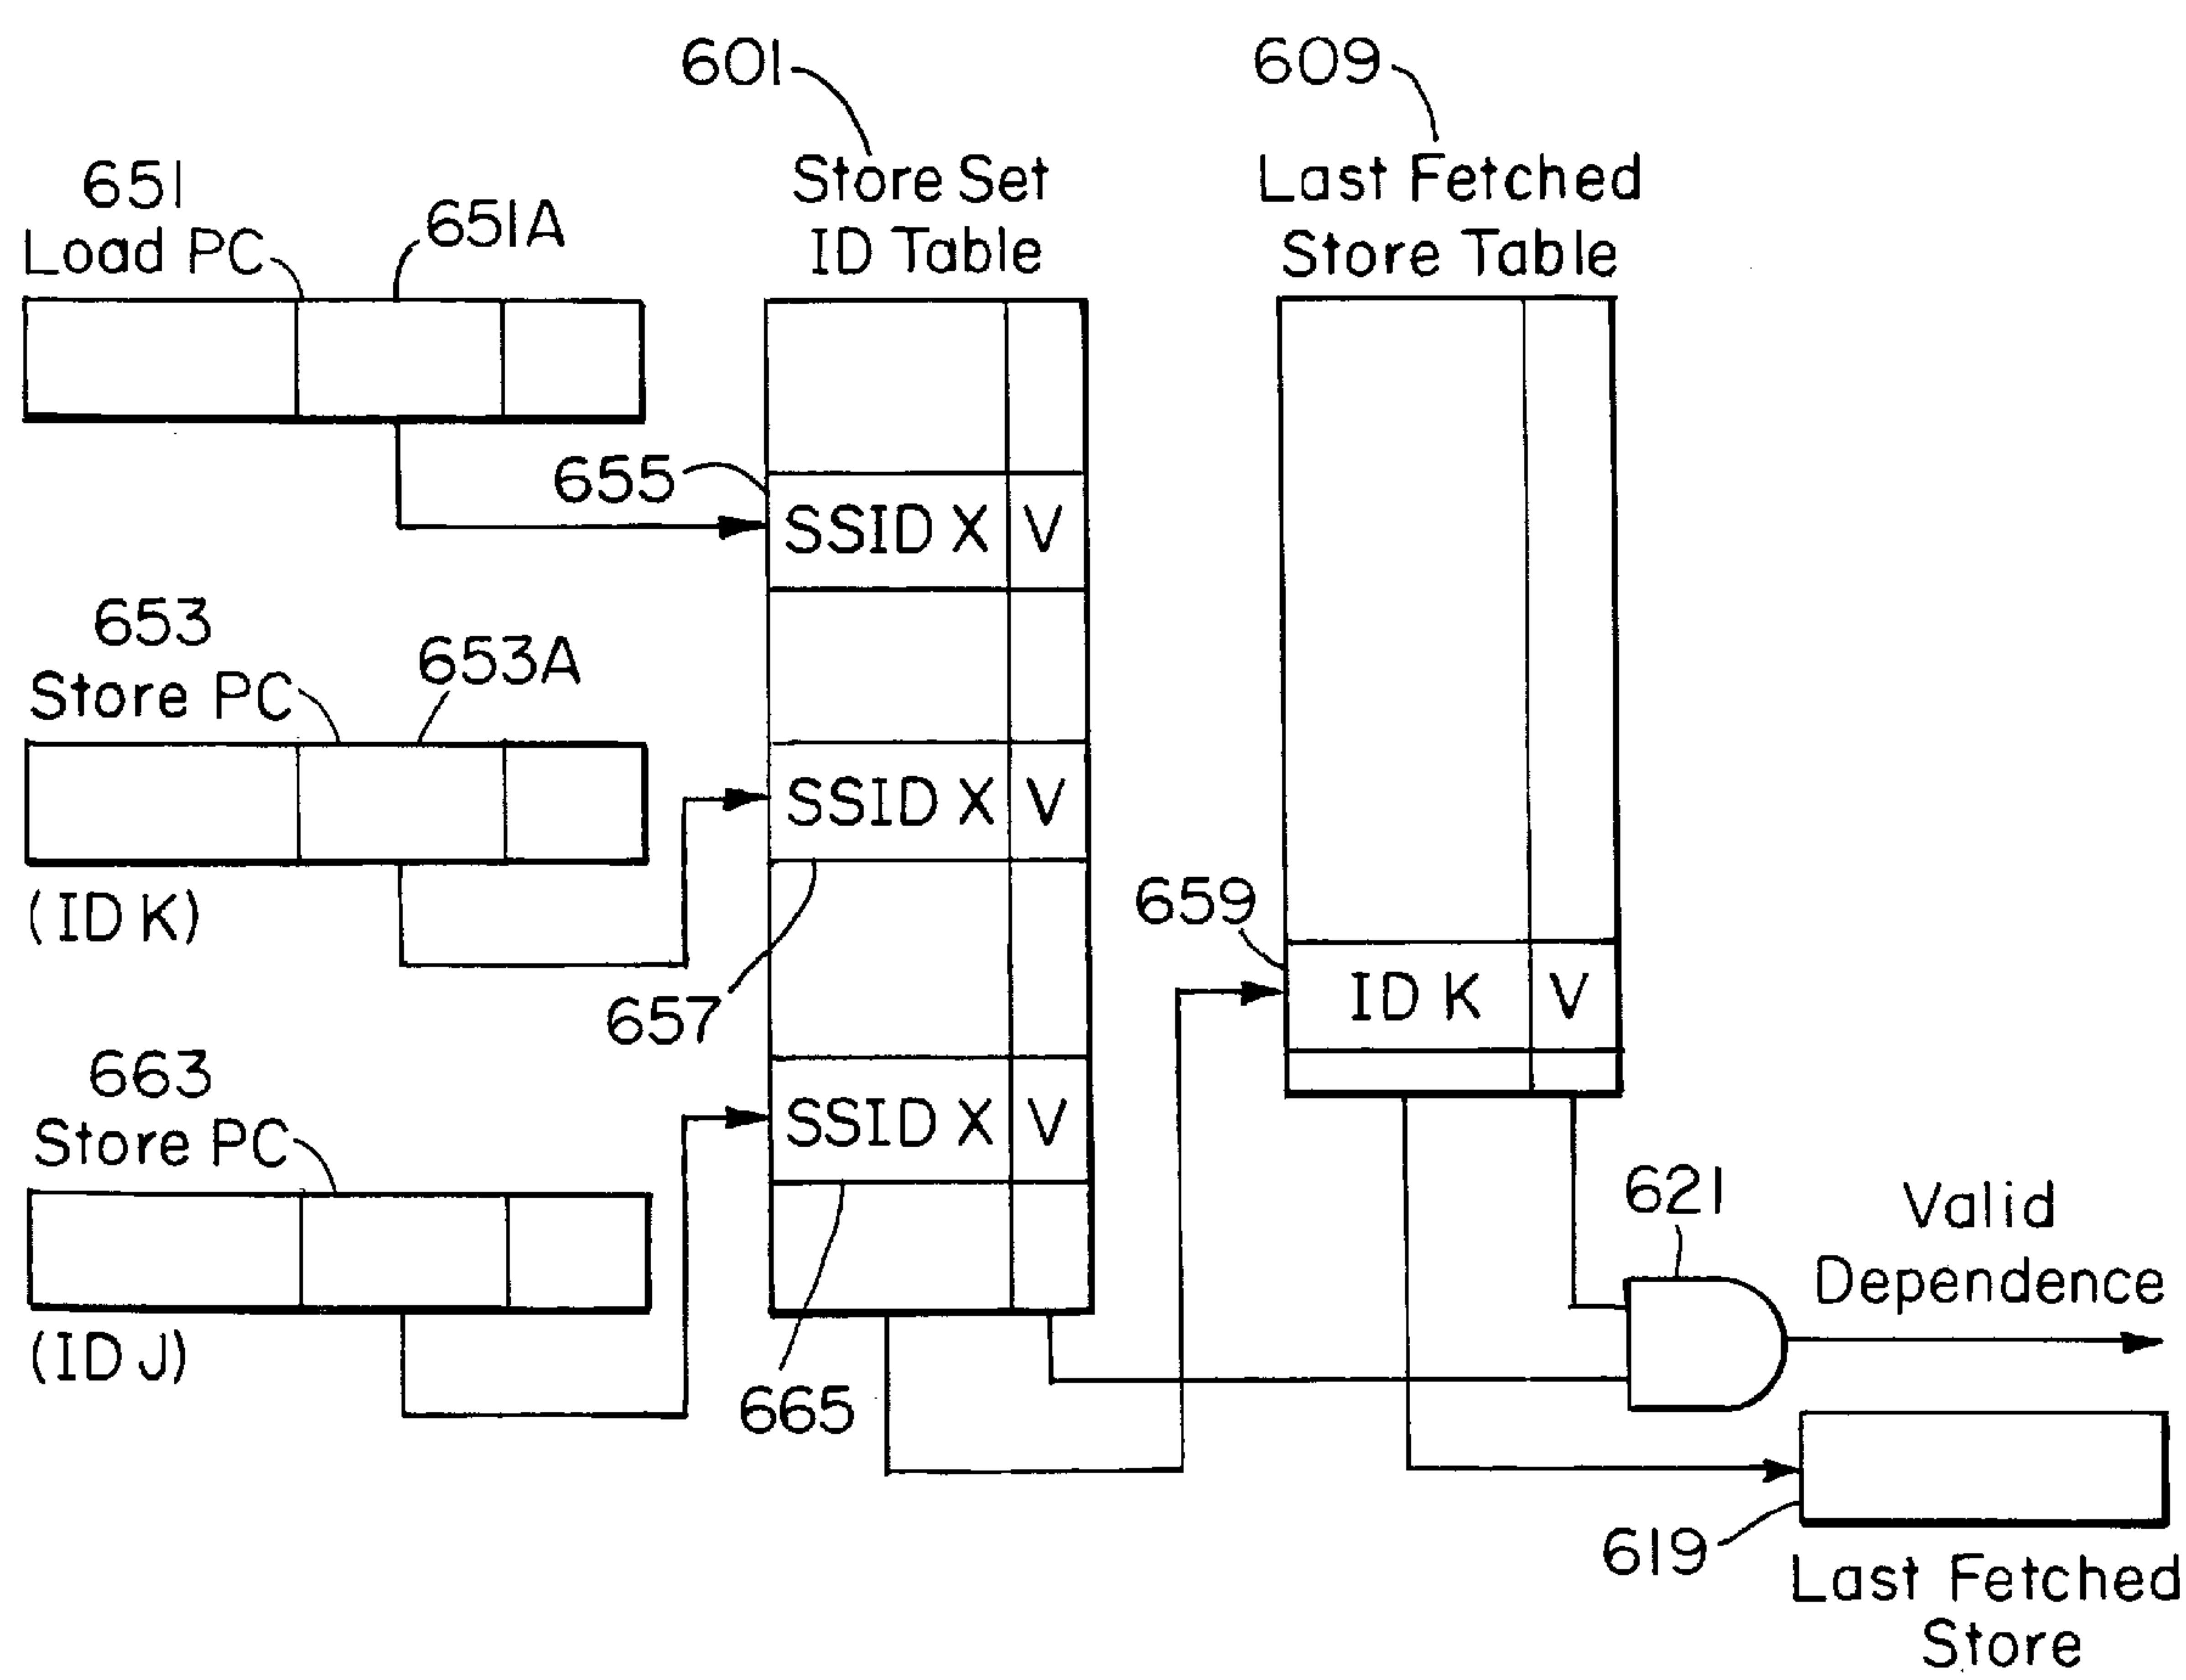 601
609
651
Load PC
651A
Store Set
ID Table
Last Fetched
Store Table
655
SSID X V
653
Store PC
653A
SSID X V
(ID K)
657
659
ID K V
663
Store PC
SSID X V
(ID J)
665
621
Valid
Dependence
619
Last Fetched
Store